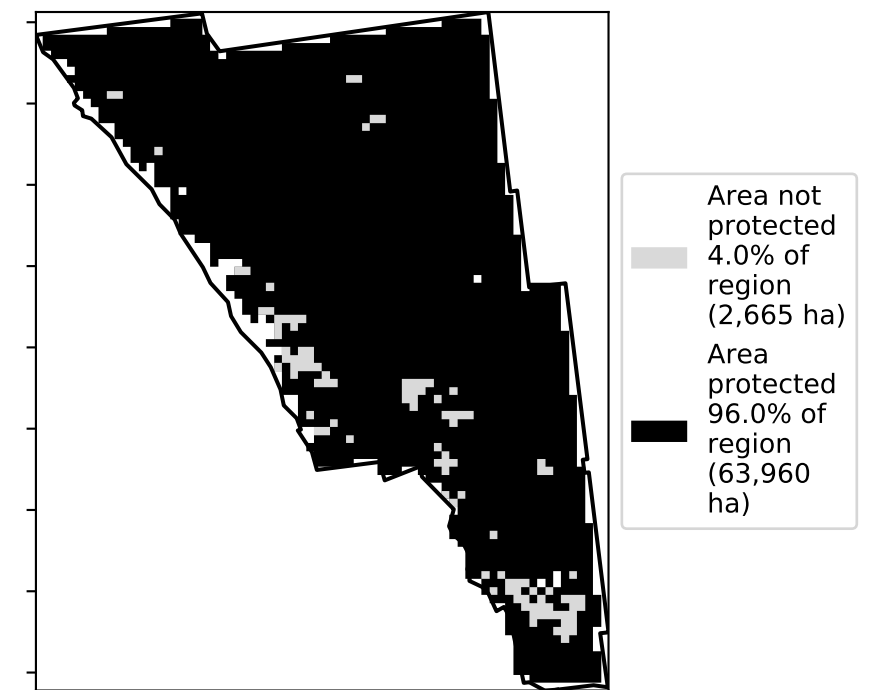 Area not
protected
4.0% of
region
(2,665 ha)
Area
protected
96.0% of
region
(63,960
ha)